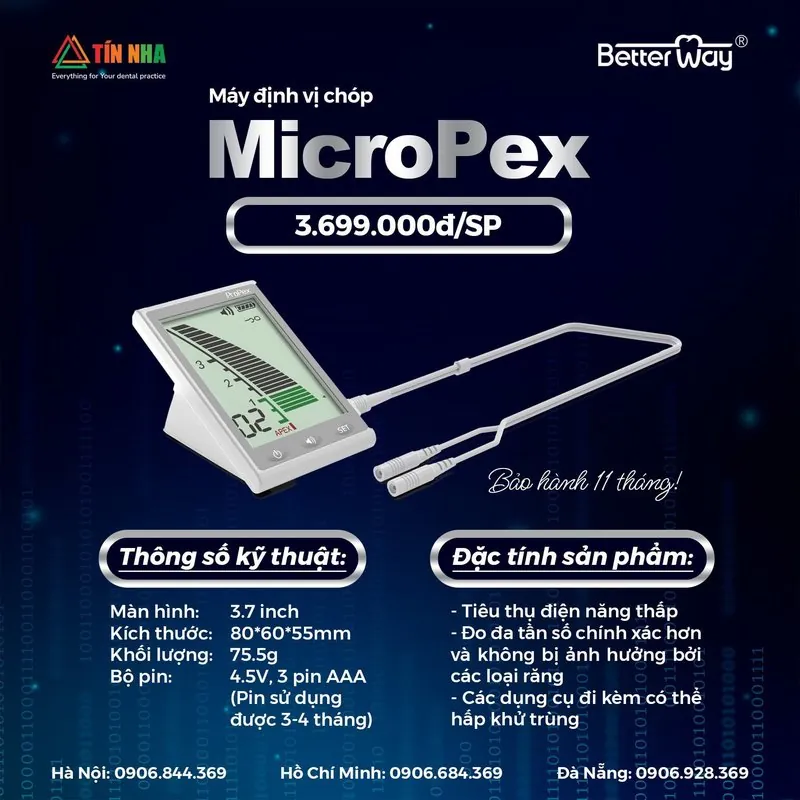 TÍN NHA
Everything for Your dental practice
BetterWay®
Máy định vị chóp
MicroPex
3.699.000đ/SP
ProPex
3
2
1
02
APEX
SET
Bảo hành 11 tháng!
Thông số kỹ thuật:
Màn hình: 3.7 inch
Kích thước: 80*60*55mm
Khối lượng: 75.5g
Bộ pin: 4.5V, 3 pin AAA
(Pin sử dụng
được 3-4 tháng)
Đặc tính sản phẩm:
- Tiêu thụ điện năng thấp
- Đo đa tần số chính xác hơn
và không bị ảnh hưởng bởi
các loại răng
- Các dụng cụ đi kèm có thể
hấp khử trùng
Hà Nội: 0906.844.369
Hồ Chí Minh: 0906.684.369
Đà Nẵng: 0906.928.369